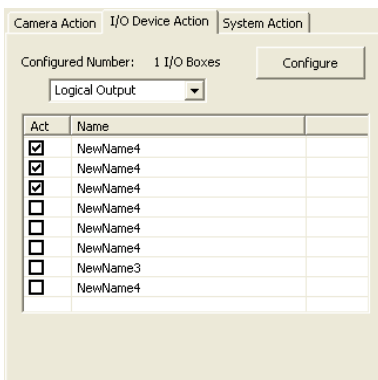 Camera Action I/O Device Action System Action
Configured Number: 1 I/O Boxes Configure
Logical Output
Act Name
NewName4
NewName4
NewName4
NewName4
NewName4
NewName4
NewName3
NewName4